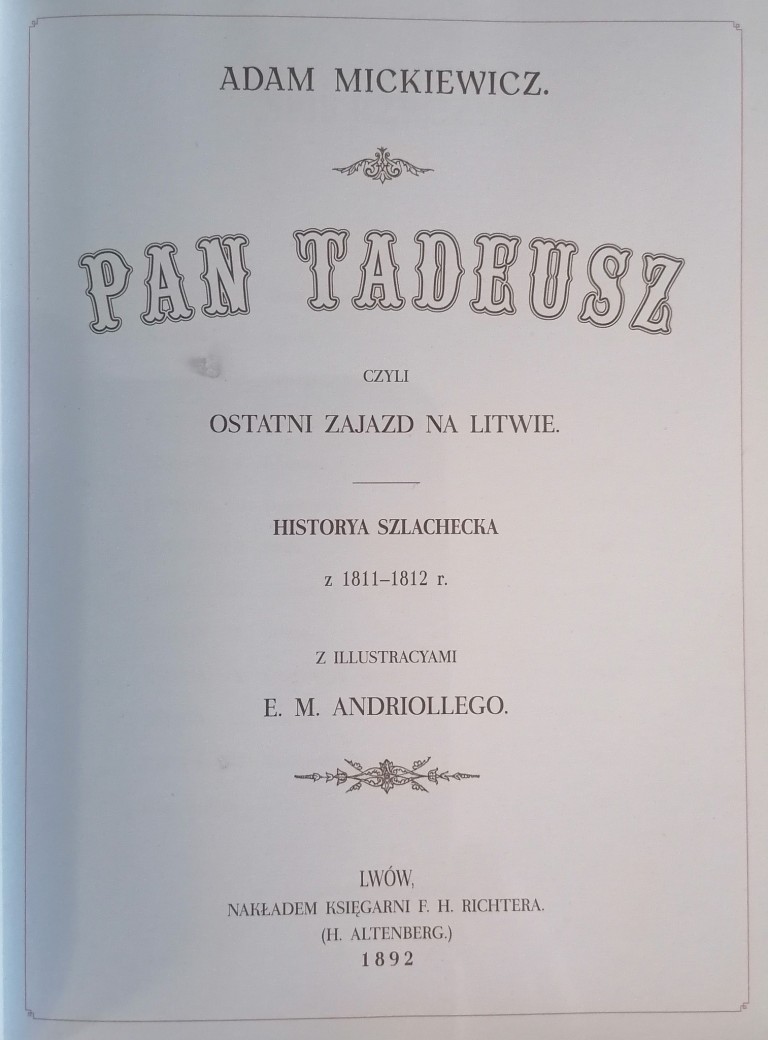 ADAM MICKIEWICZ.
PAN TADEUSZ
CZYLI
OSTATNI ZAJAZD NA LITWIE.
HISTORYA SZLACHECKA
z 1811–1812 r.
Z ILLUSTRACYAMI
E. M. ANDRIOLLEGO.
LWÓW,
NAKŁADEM KSIĘGARNI F. H. RICHTERA.
(H. ALTENBERG.)
1892